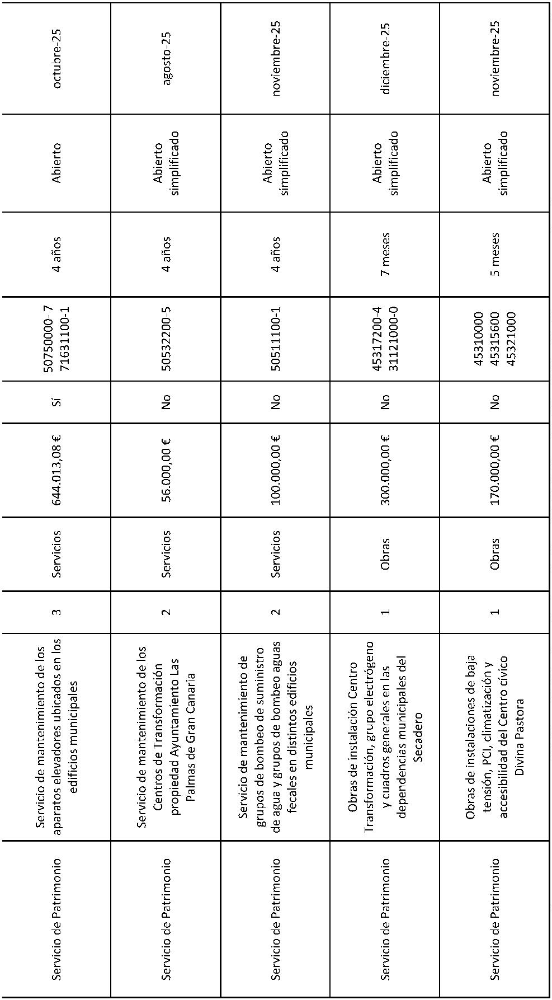 Servicio de Patrimonio
Servicio de mantenimiento de los
aparatos elevadores ubicados en los
edificios municipales
3
Servicios
644.013,08 €
Sí
50750000- 7
71631100-1
4 años
Abierto
octubre-25
Servicio de Patrimonio
Servicio de mantenimiento de los
Centros de Transformación
propiedad Ayuntamiento Las
Palmas de Gran Canaria
2
Servicios
56.000,00 €
No
50532200-5
4 años
Abierto
simplificado
agosto-25
Servicio de Patrimonio
Servicio de mantenimiento de
grupos de bombeo de suministro
de agua y grupos de bombeo aguas
fecales en distintos edificios
municipales
2
Servicios
100.000,00 €
No
50511100-1
4 años
Abierto
simplificado
noviembre-25
Servicio de Patrimonio
Obras de instalación Centro
Transformación, grupo electrógeno
y cuadros generales en las
dependencias municipales del
Secadero
1
Obras
300.000,00 €
No
45317200-4
31121000-0
7 meses
Abierto
simplificado
diciembre-25
Servicio de Patrimonio
Obras de instalaciones de baja
tensión, PCI, climatización y
accesibilidad del Centro cívico
Divina Pastora
1
Obras
170.000,00 €
No
45310000
45315600
45321000
5 meses
Abierto
simplificado
noviembre-25